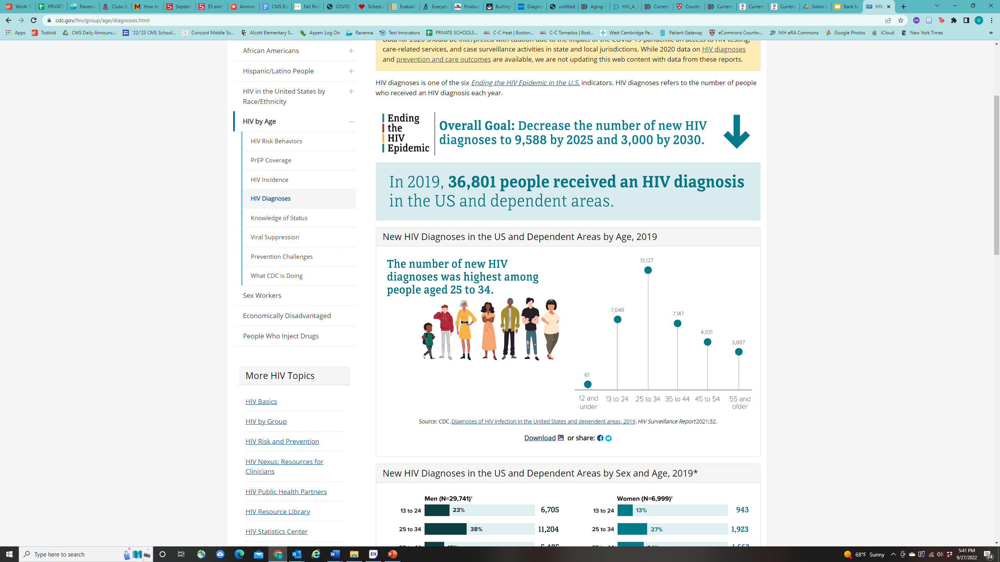 Work: T
PRIVATE
Ravenn
Clubs &
How to
Septem
$5 and
Anniver
CMS Ba
Fall Port
COVID-
Schedul
Evaluati
Everyda
Product
Burlingt
Diagno
untitled
Aging-F
HIV_A_
Current
Countw
Current
Current
Current
Solon s
Back to
HIV
cdc.gov/hiv/group/age/diagnoses.html
Apps
Todoist
CMS Daily Announc...
'22/'23 CMS School...
Concord Middle Sc...
Alcott Elementary S...
Aspen: Log On
Ravenna
Test Innovators
PRIVATE SCHOOLS...
C-C Heat | Boston...
C-C Tornados | Bost...
West Cambridge Pe...
Patient Gateway
eCommons Countw...
NIH eRA Commons
Google Photos
iCloud
New York Times
»
African Americans
Hispanic/Latino People
HIV in the United States by
Race/Ethnicity
HIV by Age
HIV Risk Behaviors
PrEP Coverage
HIV Incidence
HIV Diagnoses
Knowledge of Status
Viral Suppression
Prevention Challenges
What CDC is Doing
Sex Workers
Economically Disadvantaged
People Who Inject Drugs
More HIV Topics
HIV Basics
HIV by Group
HIV Risk and Prevention
HIV Nexus: Resources for
Clinicians
HIV Public Health Partners
HIV Resource Library
HIV Statistics Center
Data for 2020 should be interpreted with caution due to the impact of the COVID-19 pandemic on access to HIV testing,
care-related services, and case surveillance activities in state and local jurisdictions. While 2020 data on HIV diagnoses
and prevention and care outcomes are available, we are not updating this web content with data from these reports.
HIV diagnoses is one of the six Ending the HIV Epidemic in the U.S. indicators. HIV diagnoses refers to the number of people
who received an HIV diagnosis each year.
Ending
the
HIV
Epidemic
Overall Goal: Decrease the number of new HIV
diagnoses to 9,588 by 2025 and 3,000 by 2030.
In 2019, 36,801 people received an HIV diagnosis
in the US and dependent areas.
New HIV Diagnoses in the US and Dependent Areas by Age, 2019
The number of new HIV
diagnoses was highest among
people aged 25 to 34.
13,127
7,648
7,147
4,931
3,887
61
12 and
under
13 to 24
25 to 34
35 to 44
45 to 54
55 and
older
Source: CDC. Diagnoses of HIV infection in the United States and dependent areas, 2019. HIV Surveillance Report 2021;32.
Download or share:
New HIV Diagnoses in the US and Dependent Areas by Sex and Age, 2019*
Men (N=29,741)†
13 to 24 23% 6,705
25 to 34 38% 11,204
Women (N=6,999)†
13 to 24 13% 943
25 to 34 27% 1,923
Type here to search
68°F Sunny
5:41 PM
9/27/2022
24